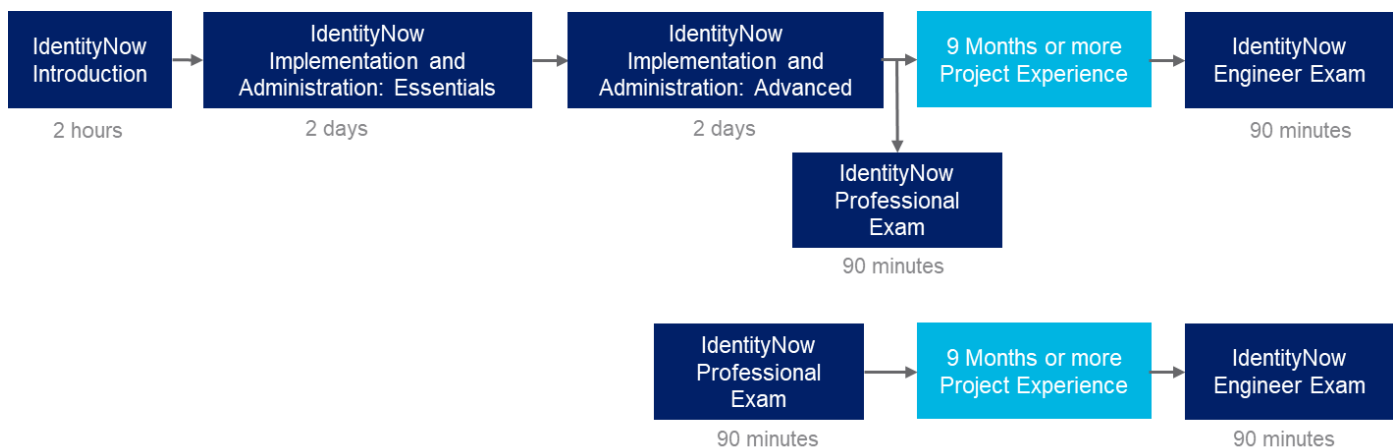 IdentityNow
Introduction
2 hours
IdentityNow
Implementation and
Administration: Essentials
2 days
IdentityNow
Implementation and
Administration: Advanced
2 days
9 Months or more
Project Experience
IdentityNow
Engineer Exam
90 minutes
IdentityNow
Professional
Exam
90 minutes
IdentityNow
Professional
Exam
90 minutes
9 Months or more
Project Experience
IdentityNow
Engineer Exam
90 minutes